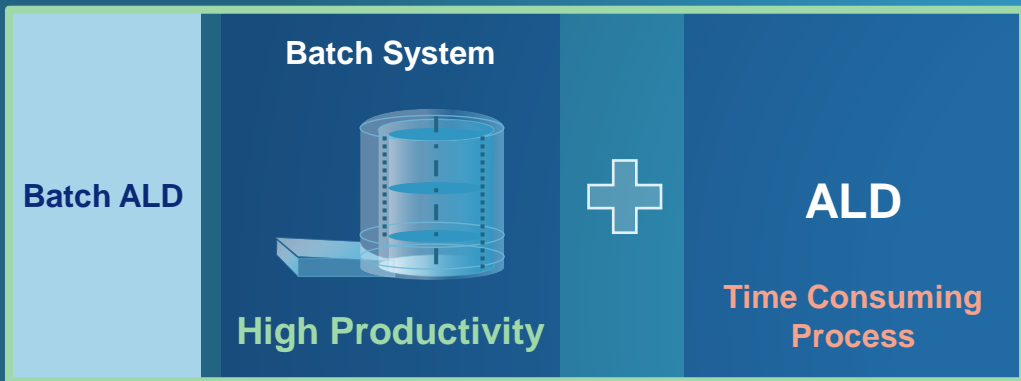 Batch ALD
Batch System
High Productivity
ALD
Time Consuming
Process